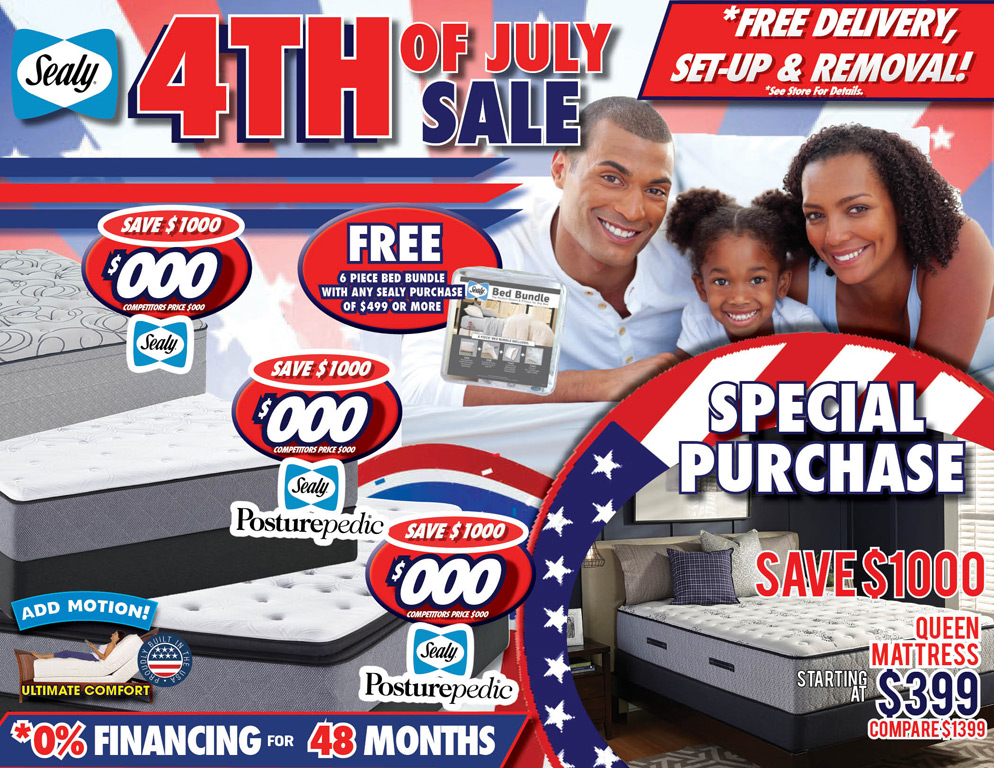 Sealy
4TH
OF JULY
SALE
*FREE DELIVERY,
SET-UP & REMOVAL!
*See Store For Details.
SAVE $1000
$000
COMPETITORS PRICE $000
Sealy
FREE
6 PIECE BED BUNDLE
WITH ANY SEALY PURCHASE
OF $499 OR MORE
Sealy
Bed Bundle
SAVE $1000
$000
COMPETITORS PRICE $000
Sealy
Posturepedic
SAVE $1000
$000
COMPETITORS PRICE $000
Sealy
Posturepedic
SPECIAL
PURCHASE
SAVE $1000
QUEEN
MATTRESS
STARTING
AT
$399
COMPARE $1399
ADD MOTION!
PROUDLY BUILT IN THE USA
ULTIMATE COMFORT
*0% FINANCING FOR 48 MONTHS